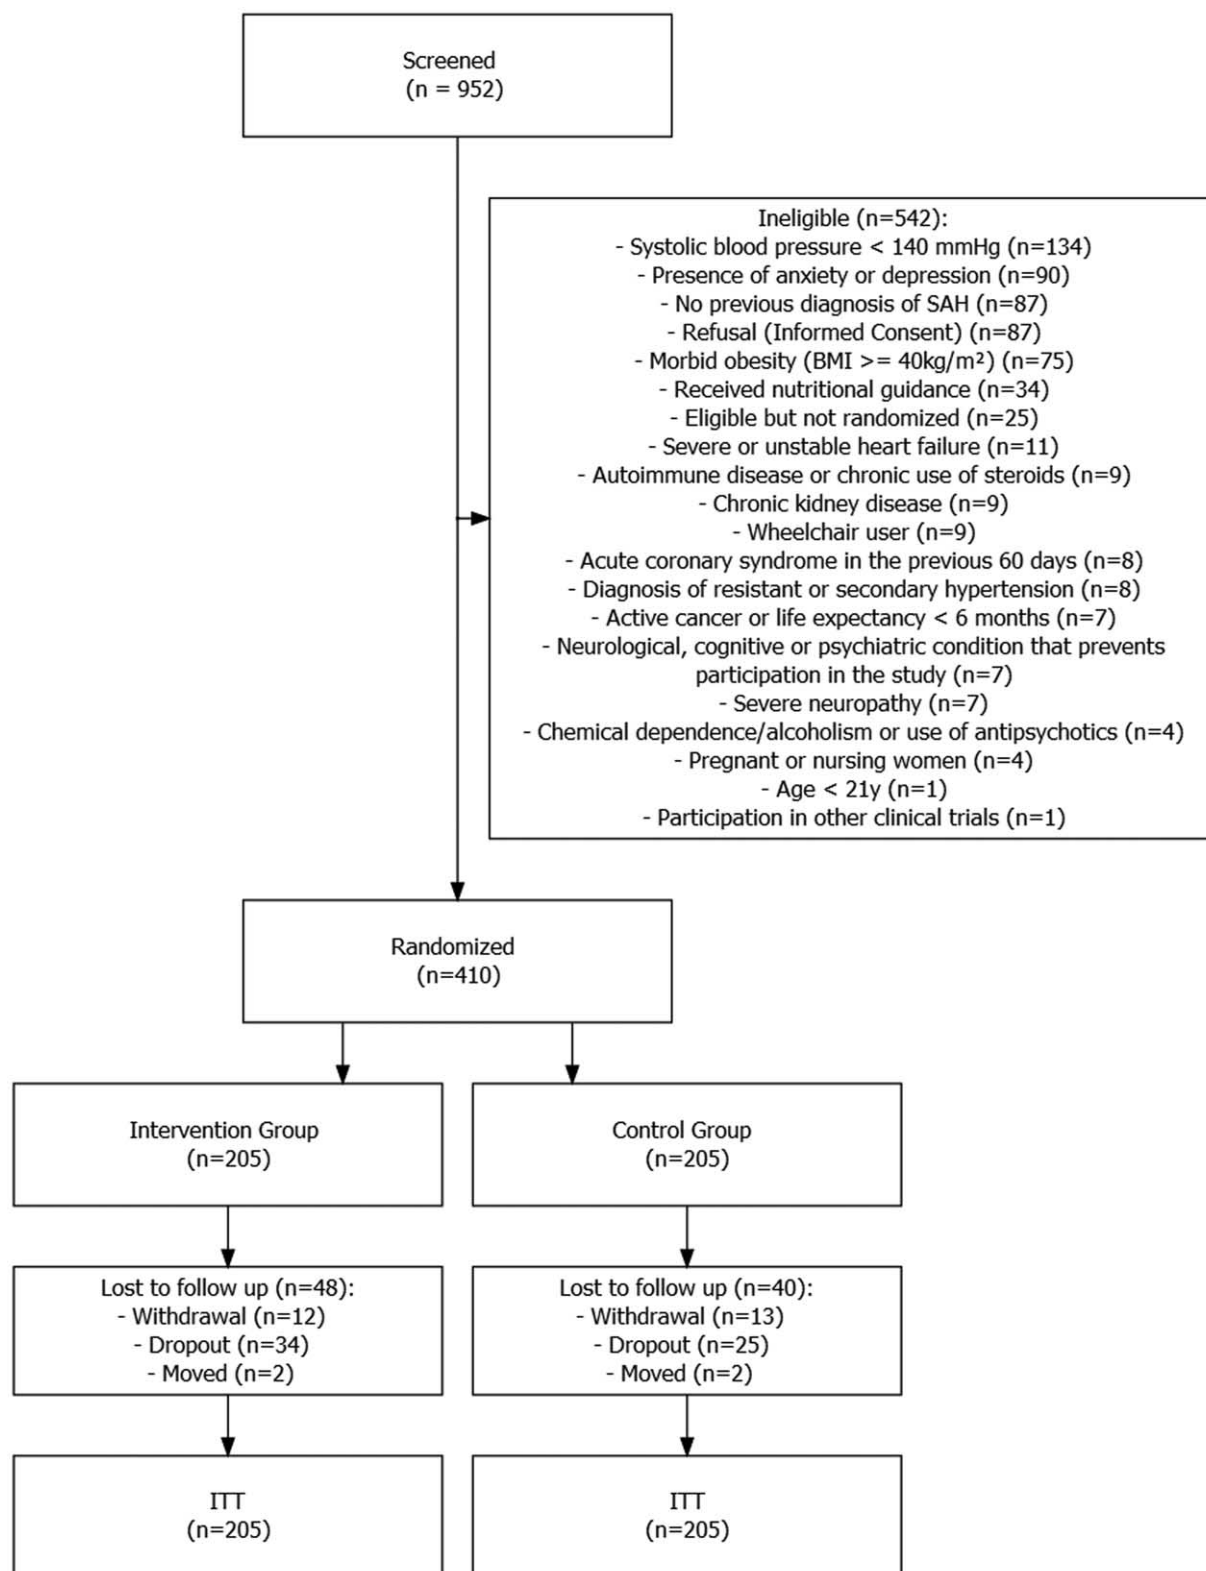 Screened
(n = 952)
Ineligible (n=542):
- Systolic blood pressure < 140 mmHg (n=134)
- Presence of anxiety or depression (n=90)
- No previous diagnosis of SAH (n=87)
- Refusal (Informed Consent) (n=87)
- Morbid obesity (BMI >= 40kg/m²) (n=75)
- Received nutritional guidance (n=34)
- Eligible but not randomized (n=25)
- Severe or unstable heart failure (n=11)
- Autoimmune disease or chronic use of steroids (n=9)
- Chronic kidney disease (n=9)
- Wheelchair user (n=9)
- Acute coronary syndrome in the previous 60 days (n=8)
- Diagnosis of resistant or secondary hypertension (n=8)
- Active cancer or life expectancy < 6 months (n=7)
- Neurological, cognitive or psychiatric condition that prevents
participation in the study (n=7)
- Severe neuropathy (n=7)
- Chemical dependence/alcoholism or use of antipsychotics (n=4)
- Pregnant or nursing women (n=4)
- Age < 21y (n=1)
- Participation in other clinical trials (n=1)
Randomized
(n=410)
Intervention Group
(n=205)
Control Group
(n=205)
Lost to follow up (n=48):
- Withdrawal (n=12)
- Dropout (n=34)
- Moved (n=2)
Lost to follow up (n=40):
- Withdrawal (n=13)
- Dropout (n=25)
- Moved (n=2)
ITT
(n=205)
ITT
(n=205)